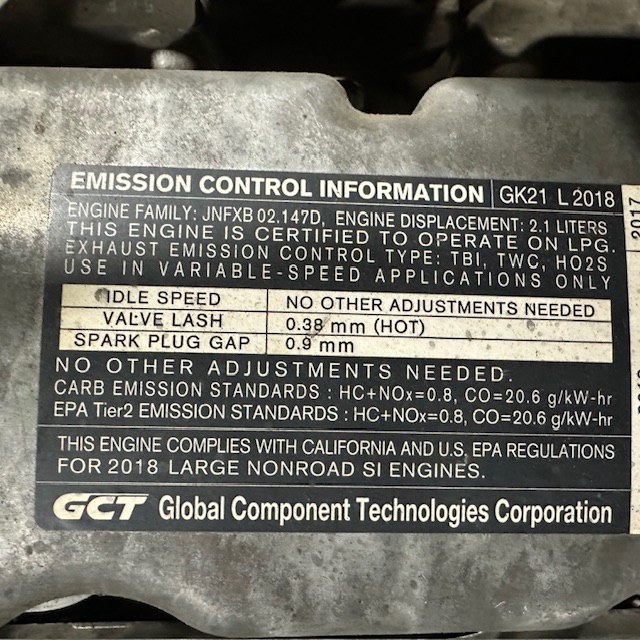 EMISSION CONTROL INFORMATION GK21 L 2018
ENGINE FAMILY: JNFXB 02.147D, ENGINE DISPLACEMENT: 2.1 LITERS
THIS ENGINE IS CERTIFIED TO OPERATE ON LPG.
EXHAUST EMISSION CONTROL TYPE: TBI, TWC, HO2S
USE IN VARIABLE-SPEED APPLICATIONS ONLY
IDLE SPEED NO OTHER ADJUSTMENTS NEEDED
VALVE LASH 0.38 mm (HOT)
SPARK PLUG GAP 0.9 mm
NO OTHER ADJUSTMENTS NEEDED.
CARB EMISSION STANDARDS : HC+NOx=0.8, CO=20.6 g/kW-hr
EPA Tier2 EMISSION STANDARDS : HC+NOx=0.8, CO=20.6 g/kW-hr
THIS ENGINE COMPLIES WITH CALIFORNIA AND U.S. EPA REGULATIONS
FOR 2018 LARGE NONROAD SI ENGINES.
GCT Global Component Technologies Corporation
2017